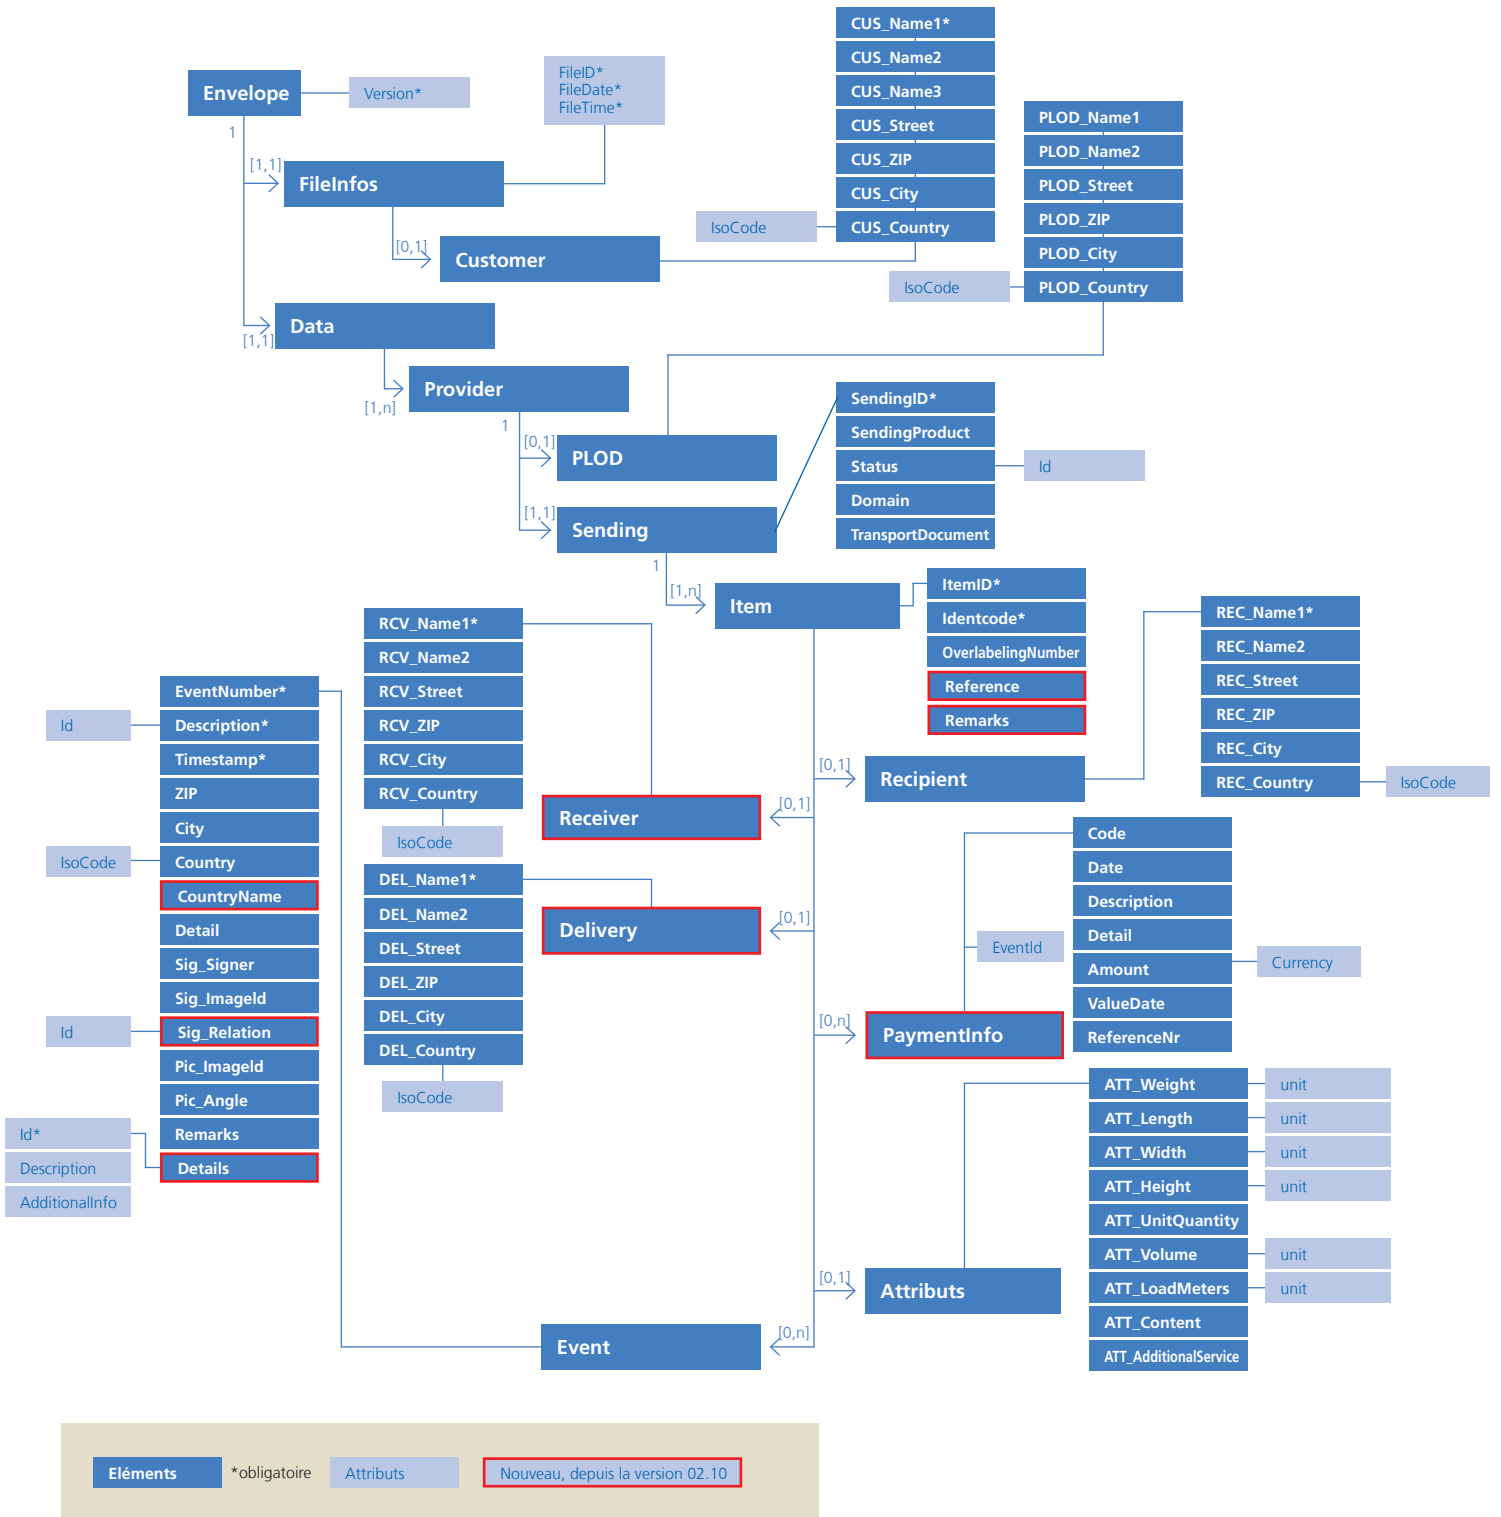 CUS_Name1*
CUS_Name2
CUS_Name3
CUS_Street
CUS_ZIP
CUS_City
CUS_Country
IsoCode
FileID*
FileDate*
FileTime*
Envelope
Version*
1
[1,1]
FileInfos
[0,1]
Customer
PLOD_Name1
PLOD_Name2
PLOD_Street
PLOD_ZIP
PLOD_City
PLOD_Country
IsoCode
Data
[1,1]
Provider
[1,n]
1
[0,1]
PLOD
[1,1]
Sending
SendingID*
SendingProduct
Status
Id
Domain
TransportDocument
1
[1,n]
Item
ItemID*
Identcode*
OverlabelingNumber
Reference
Remarks
RCV_Name1*
RCV_Name2
RCV_Street
RCV_ZIP
RCV_City
RCV_Country
IsoCode
REC_Name1*
REC_Name2
REC_Street
REC_ZIP
REC_City
REC_Country
IsoCode
[0,1]
Recipient
[0,1]
Receiver
EventNumber*
Description*
Id
Timestamp*
ZIP
City
Country
IsoCode
CountryName
Detail
Sig_Signer
Sig_ImageId
Sig_Relation
Id
Pic_ImageId
Pic_Angle
Remarks
Details
Id*
Description
AdditionalInfo
DEL_Name1*
DEL_Name2
DEL_Street
DEL_ZIP
DEL_City
DEL_Country
IsoCode
[0,1]
Delivery
Code
Date
Description
Detail
Amount
Currency
ValueDate
ReferenceNr
EventId
[0,n]
PaymentInfo
ATT_Weight
unit
ATT_Length
unit
ATT_Width
unit
ATT_Height
unit
ATT_UnitQuantity
ATT_Volume
unit
ATT_LoadMeters
unit
ATT_Content
ATT_AdditionalService
[0,1]
Attributs
[0,n]
Event
Eléments
*obligatoire
Attributs
Nouveau, depuis la version 02.10